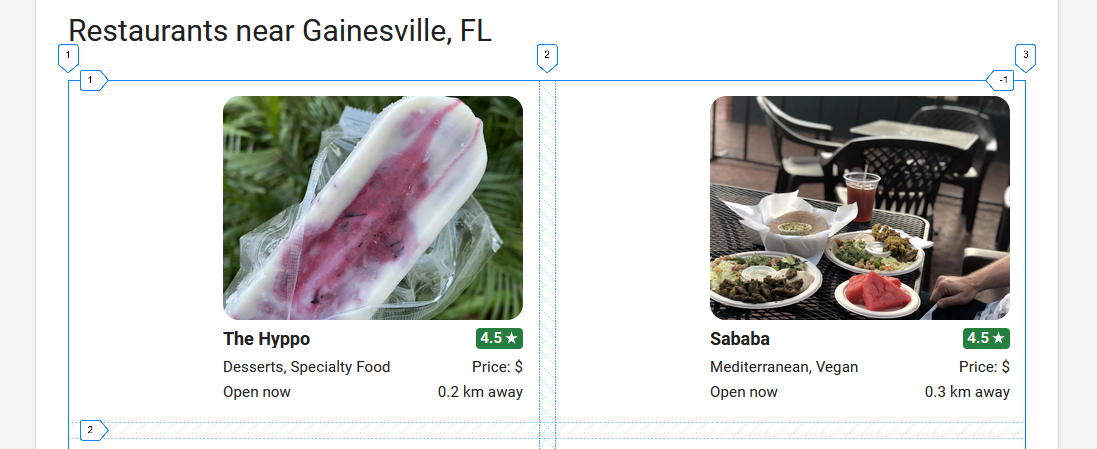 Restaurants near Gainesville, FL
1 2 3
1 -1
The Hyppo 4.5 ★
Desserts, Specialty Food Price: $
Open now 0.2 km away
Sababa 4.5 ★
Mediterranean, Vegan Price: $
Open now 0.3 km away
2